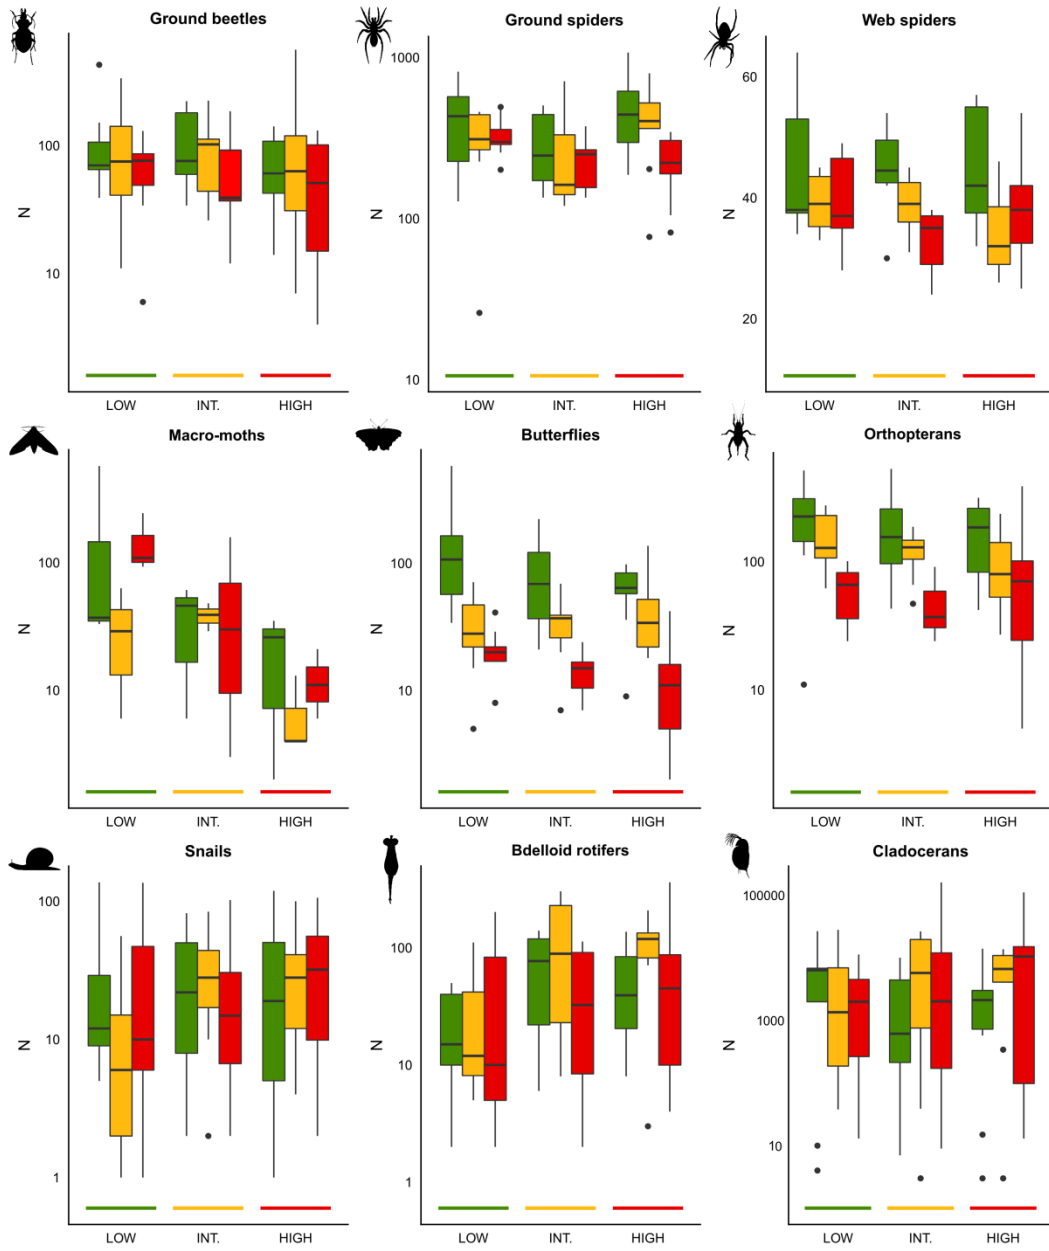 Ground beetles
Ground spiders
Web spiders
N
100
10
LOW INT. HIGH
N
1000
100
10
LOW INT. HIGH
N
60
40
20
LOW INT. HIGH
Macro-moths
Butterflies
Orthopterans
N
100
10
LOW INT. HIGH
N
100
10
LOW INT. HIGH
N
100
10
LOW INT. HIGH
Snails
Bdelloid rotifers
Cladocerans
N
100
10
1
LOW INT. HIGH
N
100
10
1
LOW INT. HIGH
N
100000
1000
10
LOW INT. HIGH